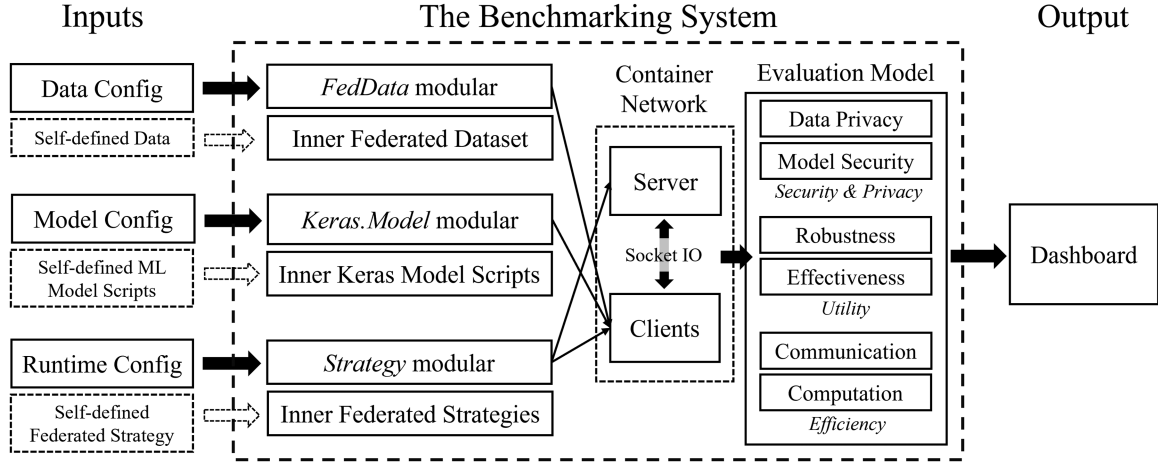 Inputs
The Benchmarking System
Output
Data Config
Self-defined Data
Model Config
Self-defined ML
Model Scripts
Runtime Config
Self-defined
Federated Strategy
FedData modular
Inner Federated Dataset
Keras.Model modular
Inner Keras Model Scripts
Strategy modular
Inner Federated Strategies
Container
Network
Server
Socket IO
Clients
Evaluation Model
Data Privacy
Model Security
Security & Privacy
Robustness
Effectiveness
Utility
Communication
Computation
Efficiency
Dashboard